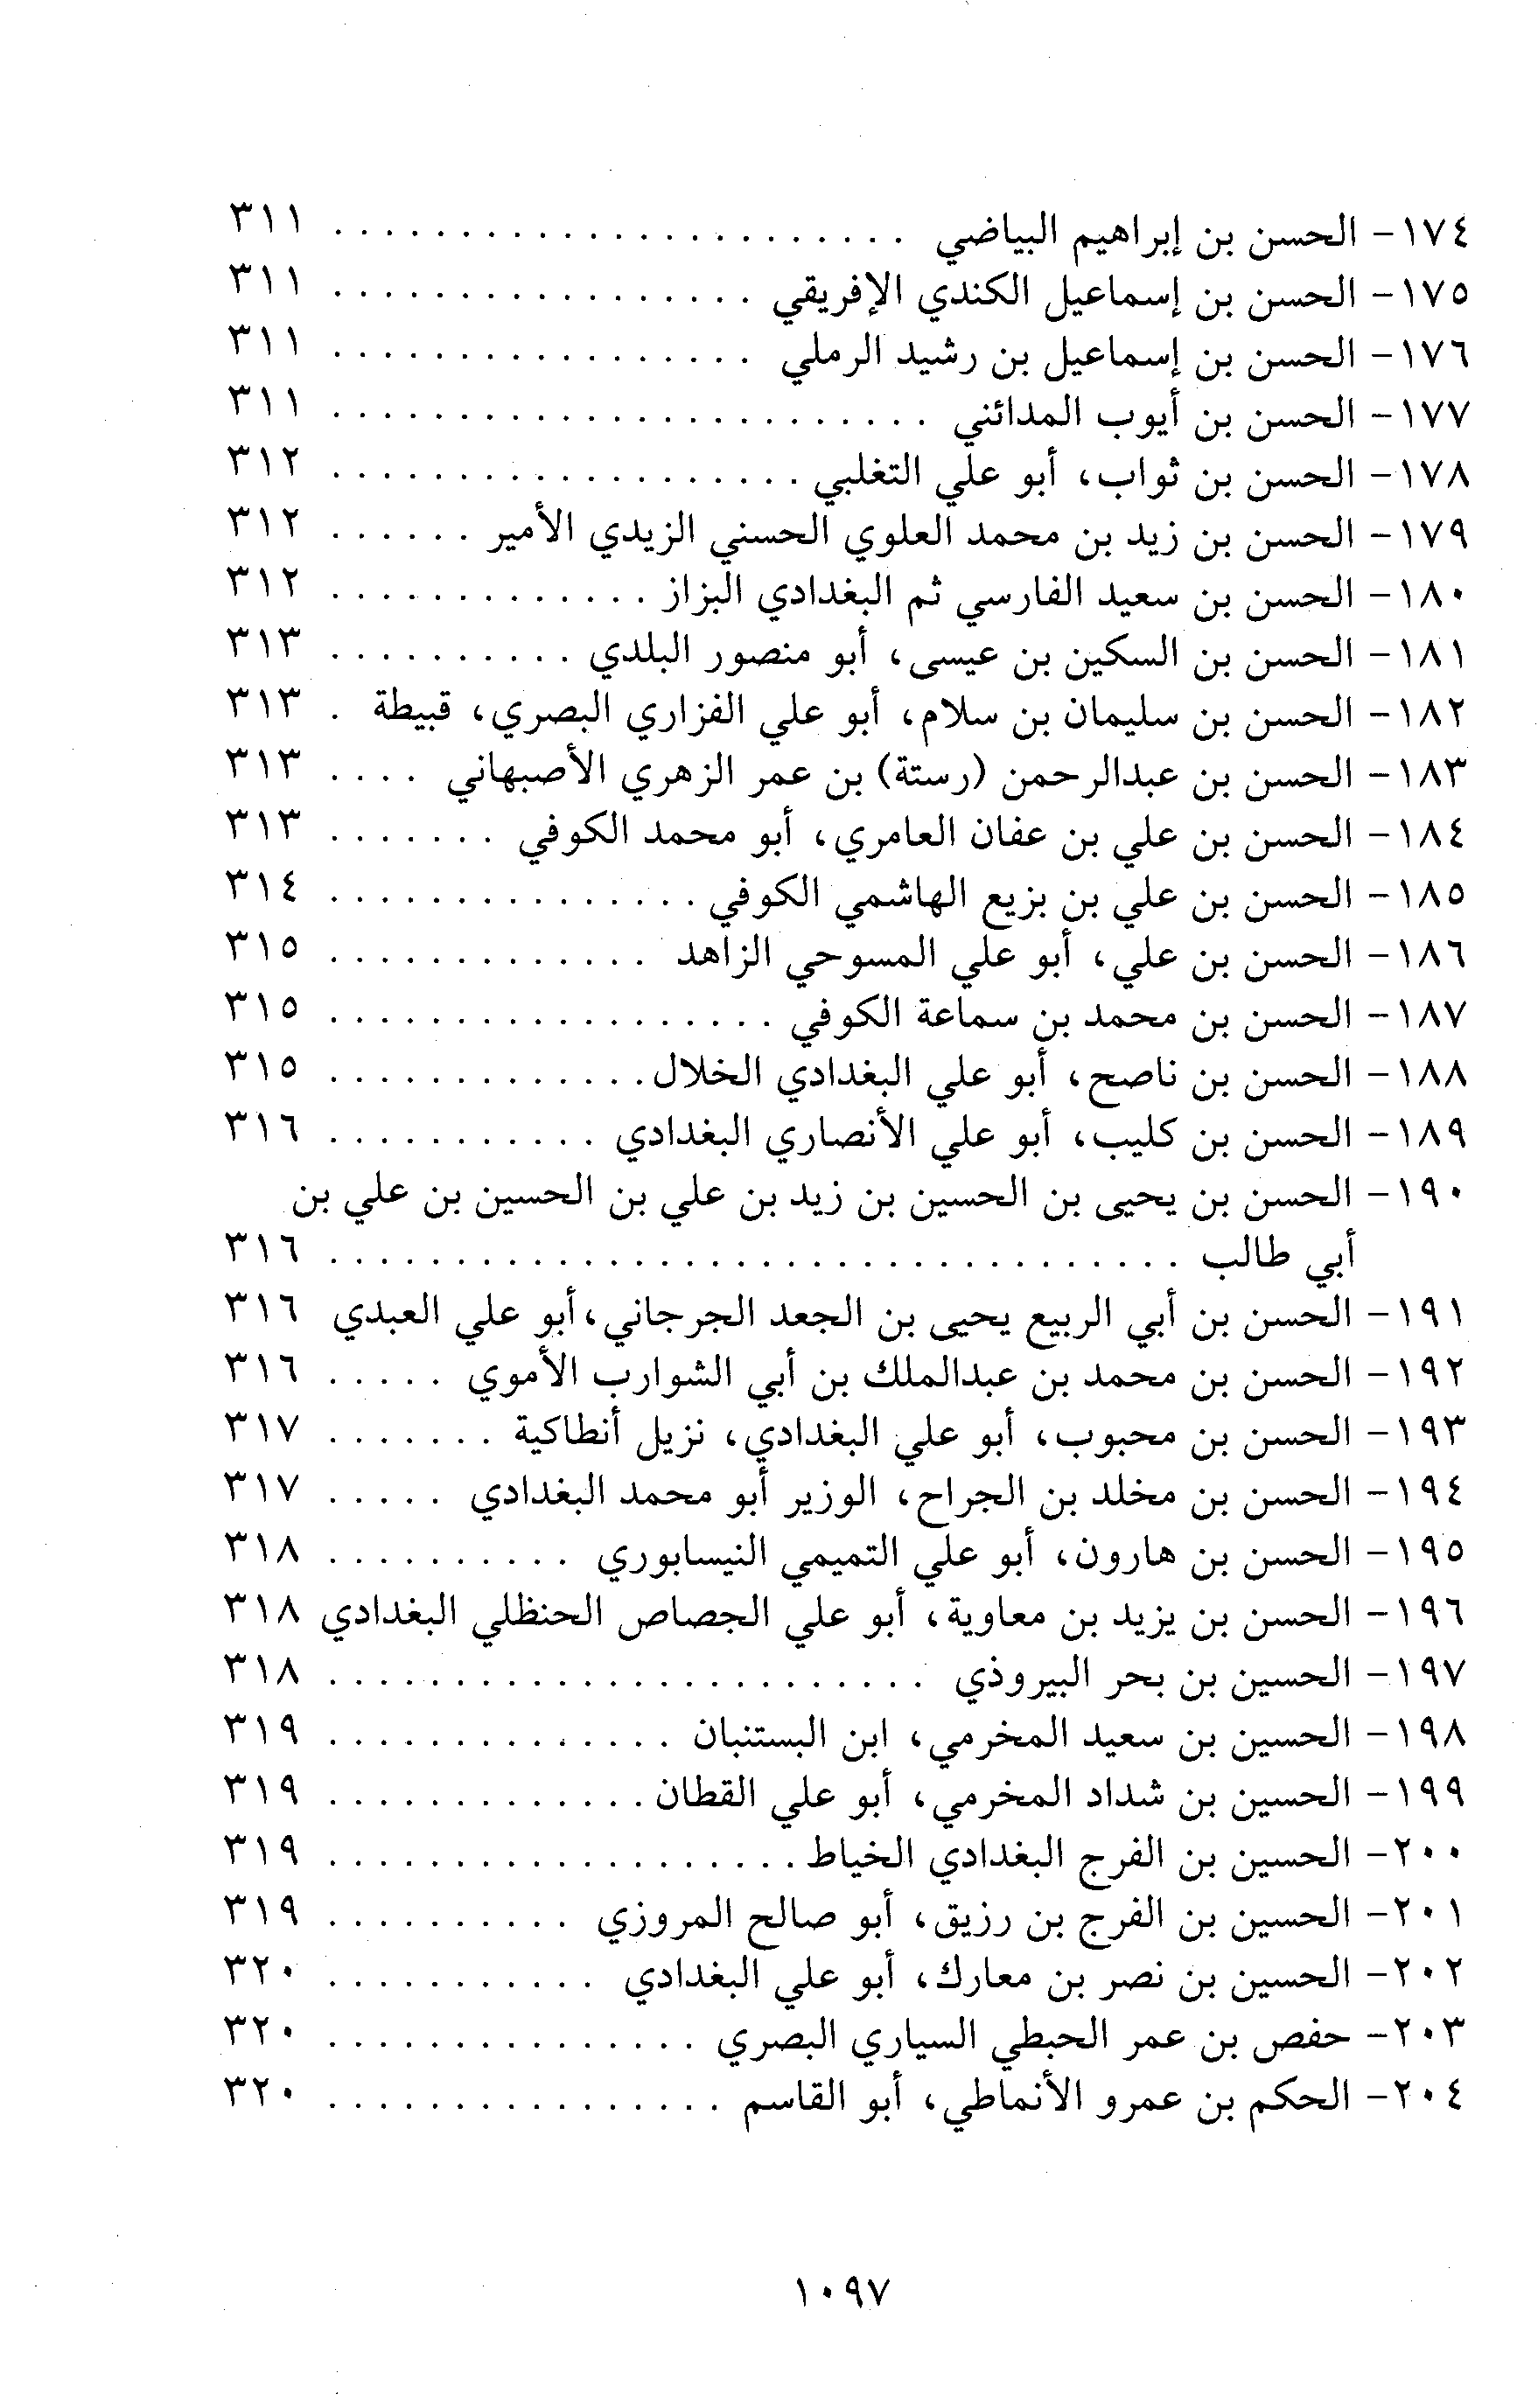 ١٧٤- الحسن بن إبراهيم البياضي . . . . . . . . . . . . . . . . . . . . . . . ٣١١
١٧٥- الحسن بن إسماعيل الكندي الإفريقي . . . . . . . . . . . . . . . . . ٣١١
١٧٦- الحسن بن إسماعيل بن رشيد الرملي . . . . . . . . . . . . . . . . . ٣١١
١٧٧- الحسن بن أيوب المدائني . . . . . . . . . . . . . . . . . . . . . . . . ٣١١
١٧٨- الحسن بن ثواب، أبو علي التغلبي . . . . . . . . . . . . . . . . . . . ٣١٢
١٧٩- الحسن بن زيد بن محمد العلوي الحسني الزيدي الأمير . . . . . . ٣١٢
١٨٠- الحسن بن سعيد الفارسي ثم البغدادي البزاز . . . . . . . . . . . . . ٣١٢
١٨١- الحسن بن السكين بن عيسى، أبو منصور البلدي . . . . . . . . . . ٣١٣
١٨٢- الحسن بن سليمان بن سلام، أبو علي الفزاري البصري، قبيطة . ٣١٣
١٨٣- الحسن بن عبدالرحمن (رستة) بن عمر الزهري الأصبهاني . . . . ٣١٣
١٨٤- الحسن بن علي بن عفان العامري، أبو محمد الكوفي . . . . . . . ٣١٣
١٨٥- الحسن بن علي بن بزيع الهاشمي الكوفي . . . . . . . . . . . . . . . ٣١٤
١٨٦- الحسن بن علي، أبو علي المسوحي الزاهد . . . . . . . . . . . . . ٣١٥
١٨٧- الحسن بن محمد بن سماعة الكوفي . . . . . . . . . . . . . . . . . . ٣١٥
١٨٨- الحسن بن ناصح، أبو علي البغدادي الخلال . . . . . . . . . . . . . ٣١٥
١٨٩- الحسن بن كليب، أبو علي الأنصاري البغدادي . . . . . . . . . . . ٣١٦
١٩٠- الحسن بن يحيى بن الحسين بن زيد بن علي بن الحسين بن علي بن
أبي طالب . . . . . . . . . . . . . . . . . . . . . . . . . . . . . . . . . . ٣١٦
١٩١- الحسن بن أبي الربيع يحيى بن الجعد الجرجاني، أبو علي العبدي ٣١٦
١٩٢- الحسن بن محمد بن عبدالملك بن أبي الشوارب الأموي . . . . . ٣١٦
١٩٣- الحسن بن محبوب، أبو علي البغدادي، نزيل أنطاكية . . . . . . . ٣١٧
١٩٤- الحسن بن مخلد بن الجراح، الوزير أبو محمد البغدادي . . . . . ٣١٧
١٩٥- الحسن بن هارون، أبو علي التميمي النيسابوري . . . . . . . . . . ٣١٨
١٩٦- الحسن بن يزيد بن معاوية، أبو علي الجصاص الحنظلي البغدادي ٣١٨
١٩٧- الحسين بن بحر البيروذي . . . . . . . . . . . . . . . . . . . . . . . . ٣١٨
١٩٨- الحسين بن سعيد المخرمي، ابن البستنبان . . . . . . . . . . . . . . ٣١٩
١٩٩- الحسين بن شداد المخرمي، أبو علي القطان . . . . . . . . . . . . . ٣١٩
٢٠٠- الحسين بن الفرج البغدادي الخياط . . . . . . . . . . . . . . . . . . . ٣١٩
٢٠١- الحسين بن الفرج بن رزيق، أبو صالح المروزي . . . . . . . . . . ٣١٩
٢٠٢- الحسين بن نصر بن معارك، أبو علي البغدادي . . . . . . . . . . . ٣٢٠
٢٠٣- حفص بن عمر الحبطي السياري البصري . . . . . . . . . . . . . . . ٣٢٠
٢٠٤- الحكم بن عمرو الأنماطي، أبو القاسم . . . . . . . . . . . . . . . . ٣٢٠
١٠٩٧